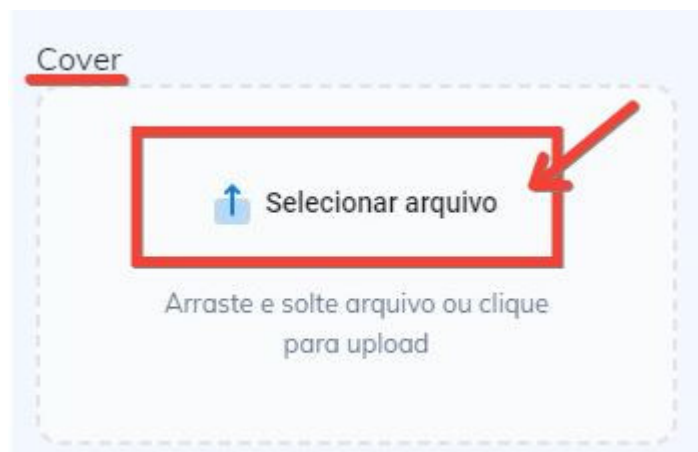 Cover
Selecionar arquivo
Arraste e solte arquivo ou clique
para upload